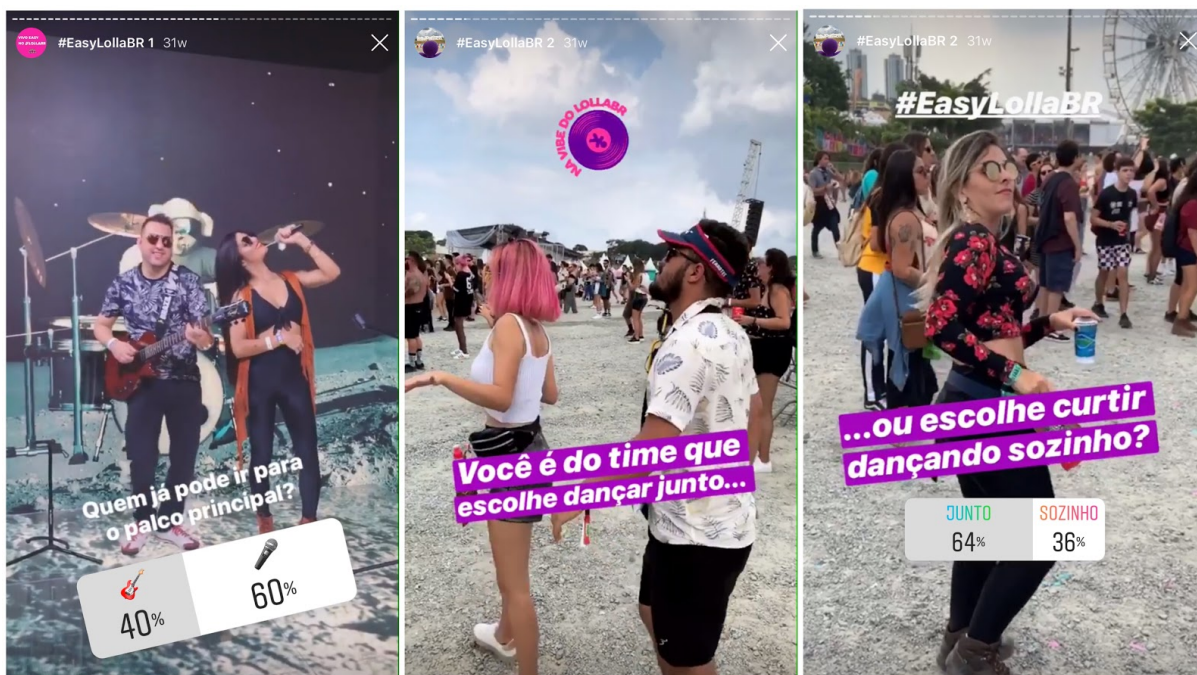 #EasyLollaBR 1 31w
Quem já pode ir para
o palco principal?
40%
60%
#EasyLollaBR 2 31w
NA VIBE DO LOLLABR
Você é do time que
escolhe dançar junto...
#EasyLollaBR 2 31w
#EasyLollaBR
...ou escolhe curtir
dançando sozinho?
JUNTO
64%
SOZINHO
36%